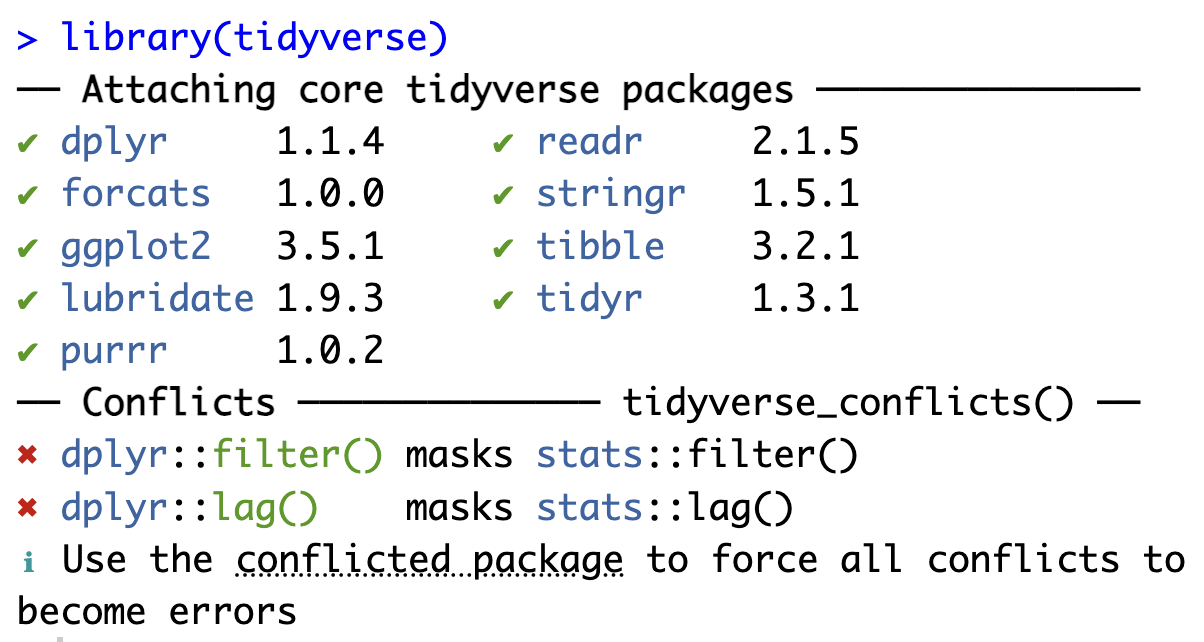 > library(tidyverse)
── Attaching core tidyverse packages ───────────────
✔ dplyr     1.1.4     ✔ readr     2.1.5
✔ forcats   1.0.0     ✔ stringr   1.5.1
✔ ggplot2   3.5.1     ✔ tibble    3.2.1
✔ lubridate 1.9.3     ✔ tidyr     1.3.1
✔ purrr     1.0.2
── Conflicts ────────────── tidyverse_conflicts() ──
✖ dplyr::filter() masks stats::filter()
✖ dplyr::lag()    masks stats::lag()
ℹ Use the conflicted package to force all conflicts to
become errors